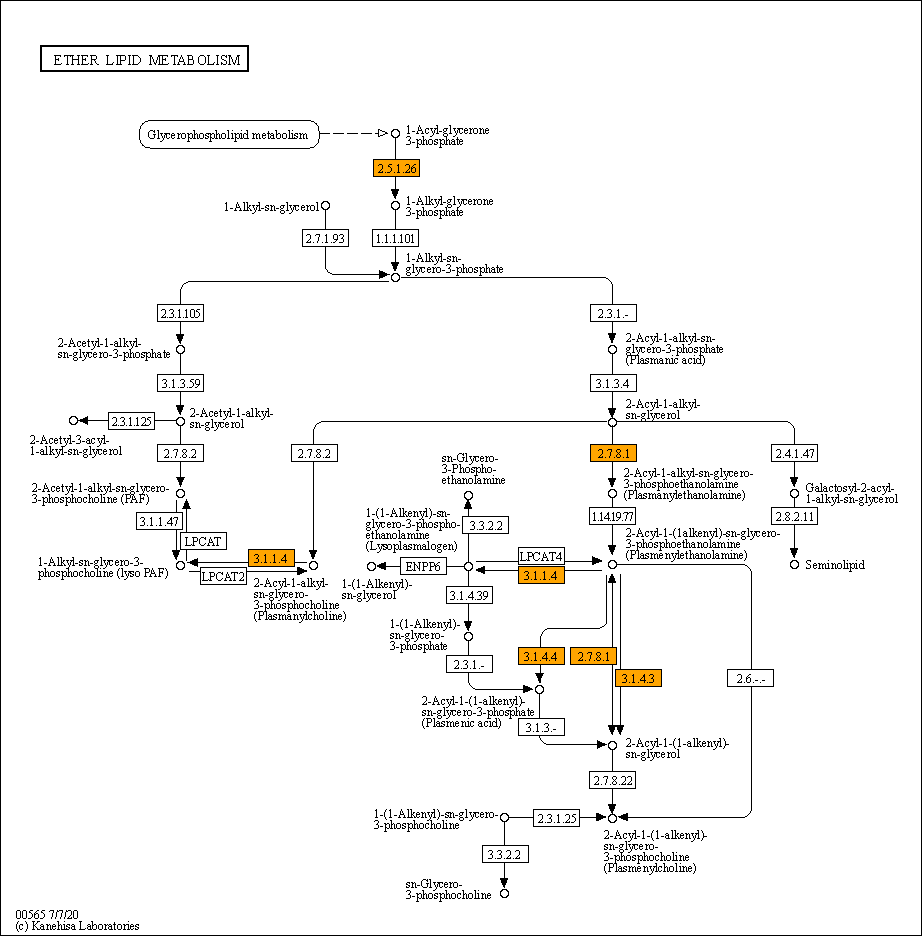 ETHER LIPID METABOLISM
Glycerophospholipid metabolism
1-Acyl-glycerone
3-phosphate
2.5.1.26
1-Alkyl-sn-glycerol
1-Alkyl-glycerone
3-phosphate
2.7.1.93
1.1.1.101
1-Alkyl-sn-
glycero-3-phosphate
2.3.1.105
2.3.1.-
2-Acetyl-1-alkyl-
sn-glycero-3-phosphate
2-Acyl-1-alkyl-sn-
glycero-3-phosphate
(Plasmanic acid)
3.1.3.59
3.1.3.4
2.3.1.125
2-Acetyl-1-alkyl-
sn-glycerol
2-Acyl-1-alkyl-
sn-glycerol
2-Acetyl-3-acyl-
1-alkyl-sn-glycerol
2.7.8.2
2.7.8.2
2.7.8.1
2.4.1.47
sn-Glycero-
3-Phospho-
ethanolamine
2-Acetyl-1-alkyl-sn-glycero-
3-phosphocholine (PAF)
2-Acyl-1-alkyl-sn-glycero-
3-phosphoethanolamine
(Plasmanylethanolamine)
Galactosyl-2-acyl-
1-alkyl-sn-glycerol
3.1.1.47
LPCAT
1-(1-Alkenyl)-sn-
glycero-3-phospho-
ethanolamine
(Lysoplasmalogen)
3.3.2.2
1.14.19.77
2.8.2.11
2-Acyl-1-(1alkenyl)-sn-glycero-
3-phosphoethanolamine
(Plasmenylethanolamine)
1-Alkyl-sn-glycero-3-
phosphocholine (lyso PAF)
3.1.1.4
LPCAT2
ENPP6
LPCAT4
3.1.1.4
Seminolipid
2-Acyl-1-alkyl-
sn-glycero-
3-phosphocholine
(Plasmanylcholine)
1-(1-Alkenyl)-
sn-glycerol
3.1.4.39
1-(1-Alkenyl)-
sn-glycero-
3-phosphate
2.3.1.-
3.1.4.4
2.7.8.1
3.1.4.3
2.6.-.-
2-Acyl-1-(1-alkenyl)-
sn-glycero-3-phosphate
(Plasmenic acid)
3.1.3.-
2-Acyl-1-(1-alkenyl)-
sn-glycerol
2.7.8.22
1-(1-Alkenyl)-sn-glycero-
3-phosphocholine
2.3.1.25
2-Acyl-1-(1-alkenyl)-
sn-glycero-
3-phosphocholine
(Plasmenylcholine)
3.3.2.2
sn-Glycero-
3-phosphocholine
00565 7/7/20
(c) Kanehisa Laboratories